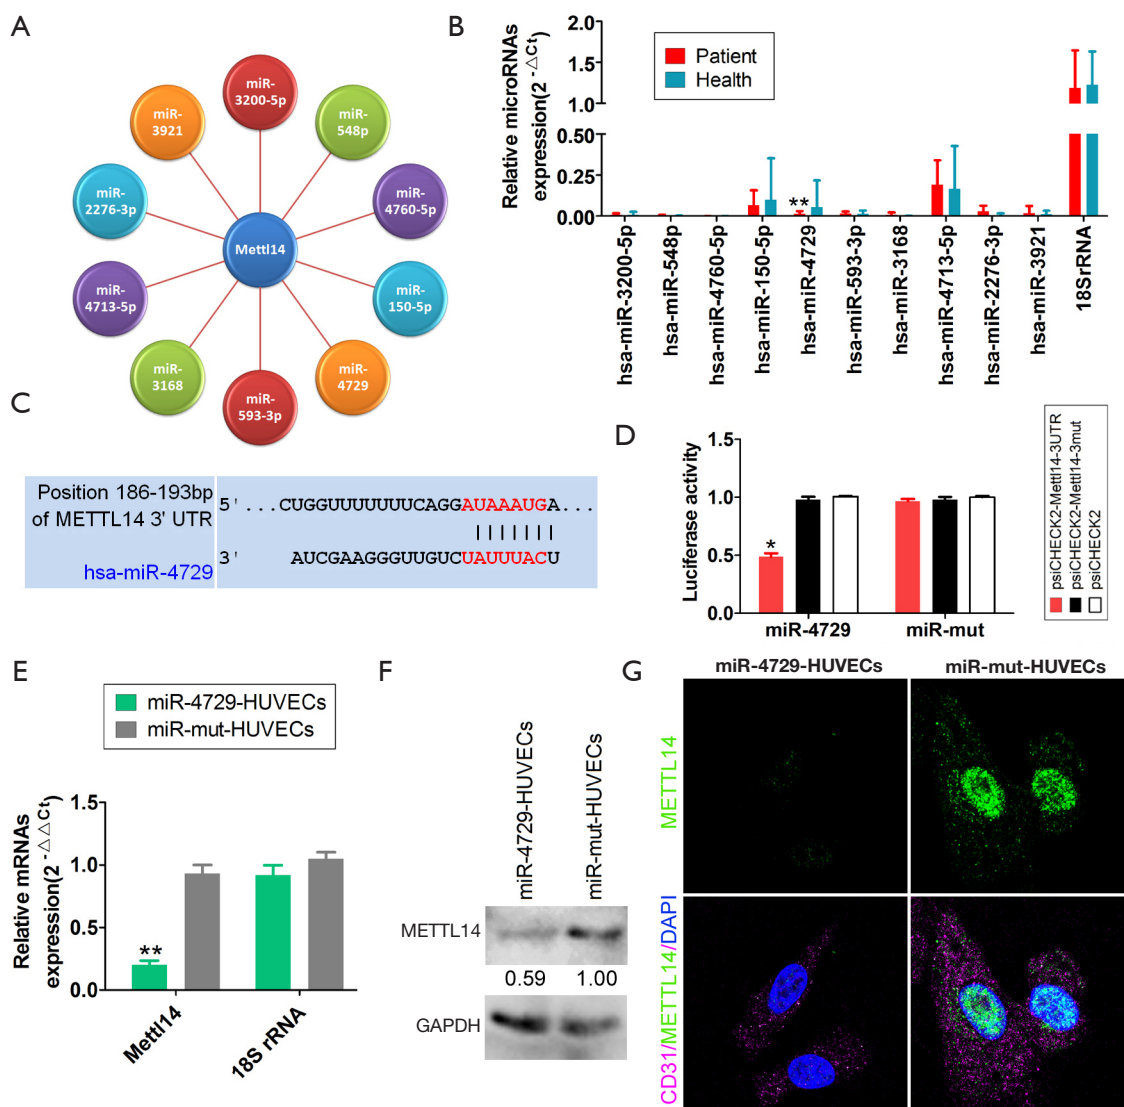 A
miR-
3200-5p
miR-
548p
miR-
4760-5p
miR-
150-5p
miR-
4729
miR-
593-3p
miR-
3168
miR-
4713-5p
miR-
2276-3p
miR-
3921
Mettl14
B
Relative microRNAs
expression(2 -△Ct)
2.0
1.5
1.0
0.50
0.25
0.00
Patient
Health
**
hsa-miR-3200-5p
hsa-miR-548p
hsa-miR-4760-5p
hsa-miR-150-5p
hsa-miR-4729
hsa-miR-593-3p
hsa-miR-3168
hsa-miR-4713-5p
hsa-miR-2276-3p
hsa-miR-3921
18SrRNA
C
Position 186-193bp
of METTL14 3' UTR
hsa-miR-4729
5' ...CUGGUUUUUUUCAGGAUAAAUGA...
3' AUCGAAGGGUUGUCUAUUUACU
D
Luciferase activity
1.5
1.0
0.5
0.0
*
miR-4729
miR-mut
psiCHECK2-Mettl14-3UTR
psiCHECK2-Mettl14-3mut
psiCHECK2
E
miR-4729-HUVECs
miR-mut-HUVECs
Relative mRNAs
expression(2 -△△Ct)
1.5
1.0
0.5
0.0
**
Mettl14
18S rRNA
F
miR-4729-HUVECs
miR-mut-HUVECs
METTL14
0.59 1.00
GAPDH
G
miR-4729-HUVECs
miR-mut-HUVECs
METTL14
CD31/METTL14/DAPI